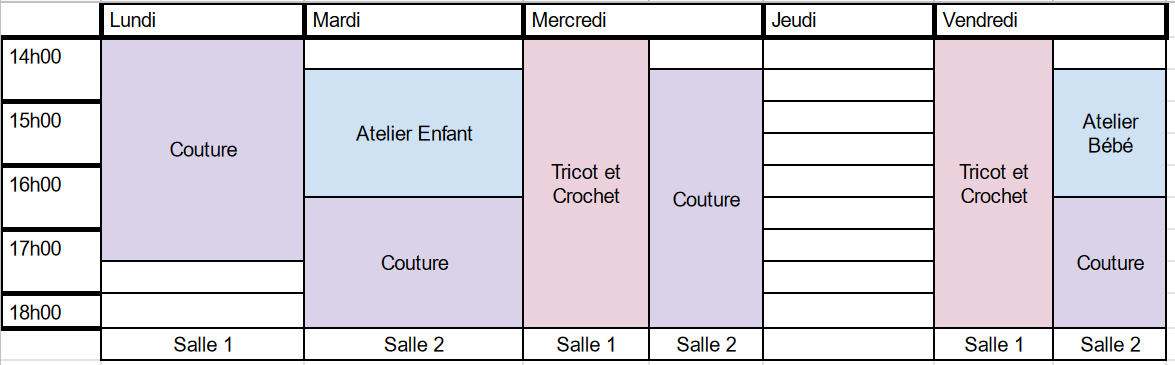 Lundi Mardi Mercredi Jeudi Vendredi
14h00
15h00
Atelier Enfant
Atelier
Bébé
Couture
16h00
Tricot et
Crochet
Couture
Tricot et
Crochet
17h00
Couture
Couture
18h00
Salle 1 Salle 2 Salle 1 Salle 2 Salle 1 Salle 2